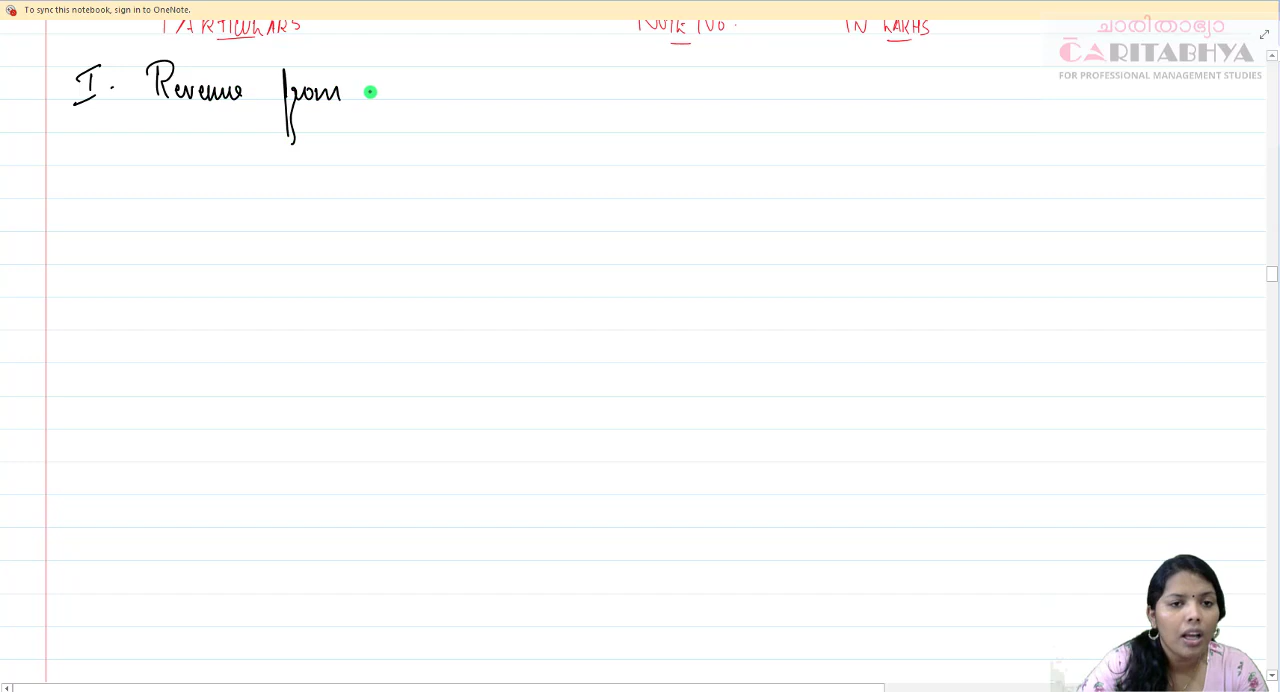 To sync this notebook, sign in to OneNote.
PARTICULARS NOTE NO. IN LAKHS
ചാരിതാഭ്യാ
CARITABHYA
FOR PROFESSIONAL MANAGEMENT STUDIES
I. Revenue from